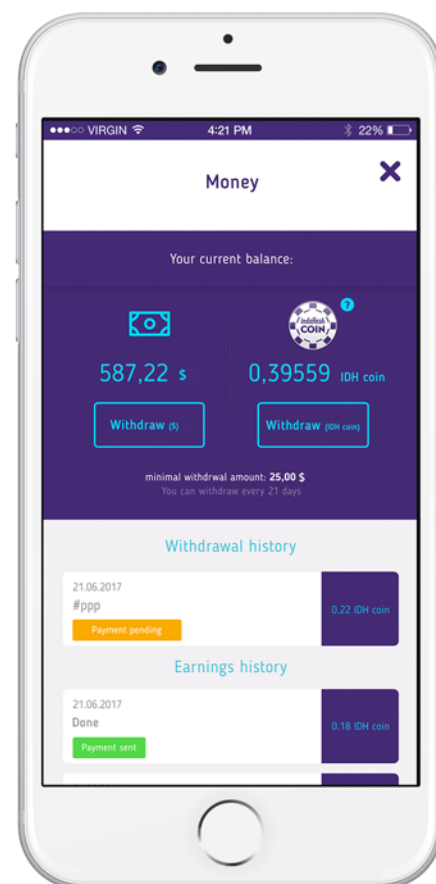 VIRGIN 4:21 PM 22%
Money
Your current balance:
?
indaHash
COIN
587,22 $ 0,39559 IDH coin
Withdraw ($) Withdraw (IDH coin)
minimal withdrwal amount: 25,00 $
You can withdraw every 21 days
Withdrawal history
21.06.2017
#ppp
0,22 IDH coin
Payment pending
Earnings history
21.06.2017
Done
0,18 IDH coin
Payment sent